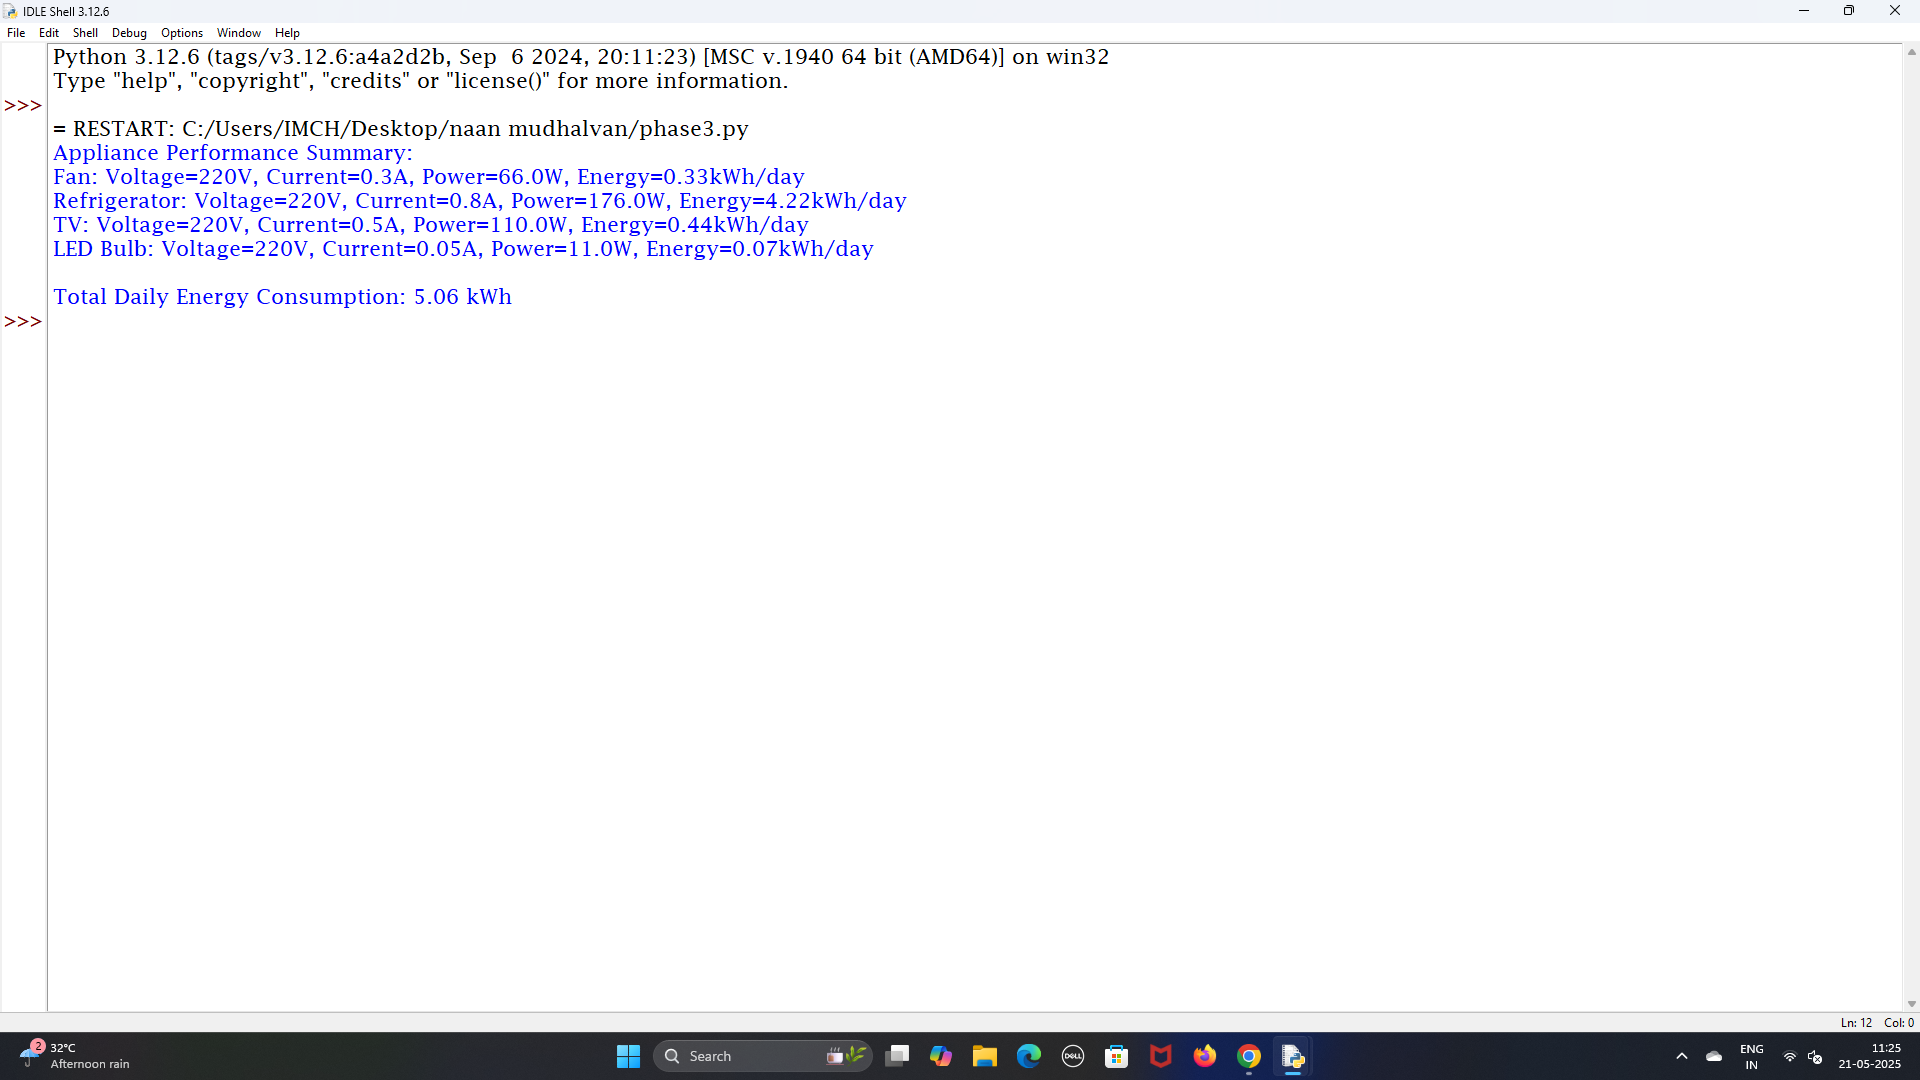 IDLE Shell 3.12.6
File Edit Shell Debug Options Window Help
Python 3.12.6 (tags/v3.12.6:a4a2d2b, Sep  6 2024, 20:11:23) [MSC v.1940 64 bit (AMD64)] on win32
Type "help", "copyright", "credits" or "license()" for more information.
>>>
= RESTART: C:/Users/IMCH/Desktop/naan mudhalvan/phase3.py
Appliance Performance Summary:
Fan: Voltage=220V, Current=0.3A, Power=66.0W, Energy=0.33kWh/day
Refrigerator: Voltage=220V, Current=0.8A, Power=176.0W, Energy=4.22kWh/day
TV: Voltage=220V, Current=0.5A, Power=110.0W, Energy=0.44kWh/day
LED Bulb: Voltage=220V, Current=0.05A, Power=11.0W, Energy=0.07kWh/day
Total Daily Energy Consumption: 5.06 kWh
>>>
Ln: 12 Col: 0
2
32°C
Afternoon rain
Search
DELL
ENG
IN
11:25
21-05-2025